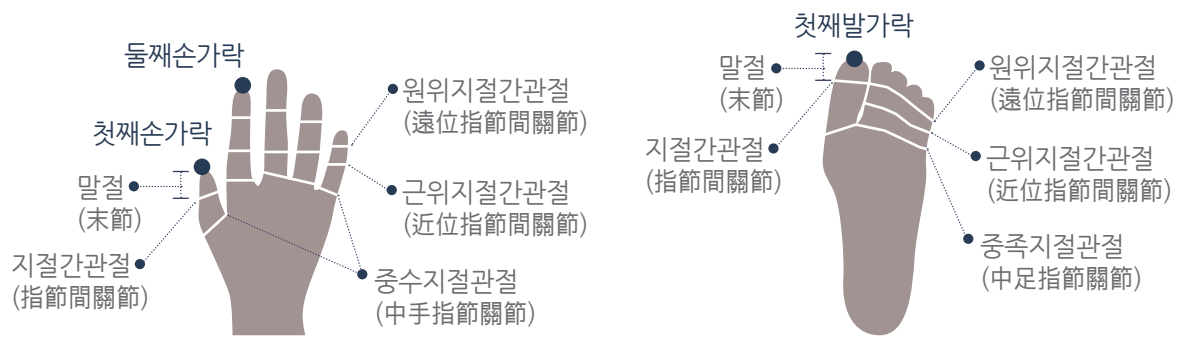 둘째손가락
첫째손가락
말절
(末節)
지절간관절
(指節間關節)
원위지절간관절
(遠位指節間關節)
근위지절간관절
(近位指節間關節)
중수지절관절
(中手指節關節)
첫째발가락
말절
(末節)
지절간관절
(指節間關節)
원위지절간관절
(遠位指節間關節)
근위지절간관절
(近位指節間關節)
중족지절관절
(中足指節關節)